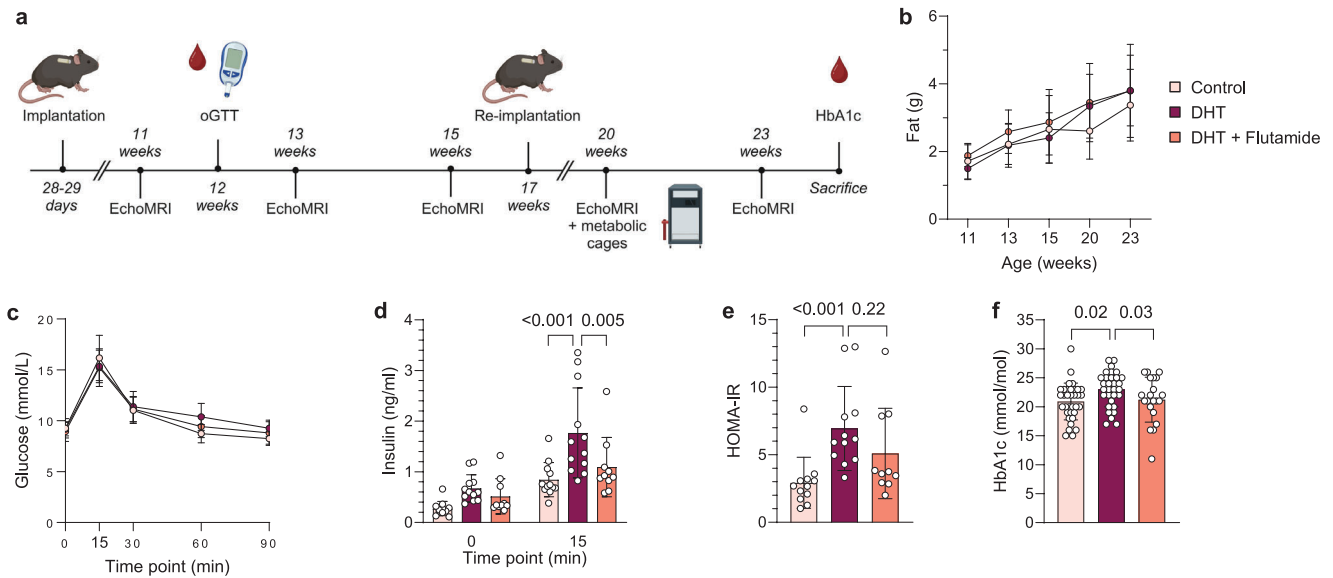 a
Implantation
oGTT
Re-implantation
HbA1c
11
weeks
13
weeks
15
weeks
20
weeks
23
weeks
28-29
days
EchoMRI
12
weeks
EchoMRI
EchoMRI
17
weeks
EchoMRI
+ metabolic
cages
EchoMRI
Sacrifice
b
Fat (g)
6
4
2
0
11 13 15 20 23
Age (weeks)
Control
DHT
DHT + Flutamide
c
Glucose (mmol/L)
20
15
10
5
0
0 15 30 60 90
Time point (min)
d
<0.001 0.005
Insulin (ng/ml)
4
3
2
1
0
0 15
Time point (min)
e
<0.001 0.22
HOMA-IR
15
10
5
0
f
0.02 0.03
HbA1c (mmol/mol)
35
30
25
20
15
10
5
0